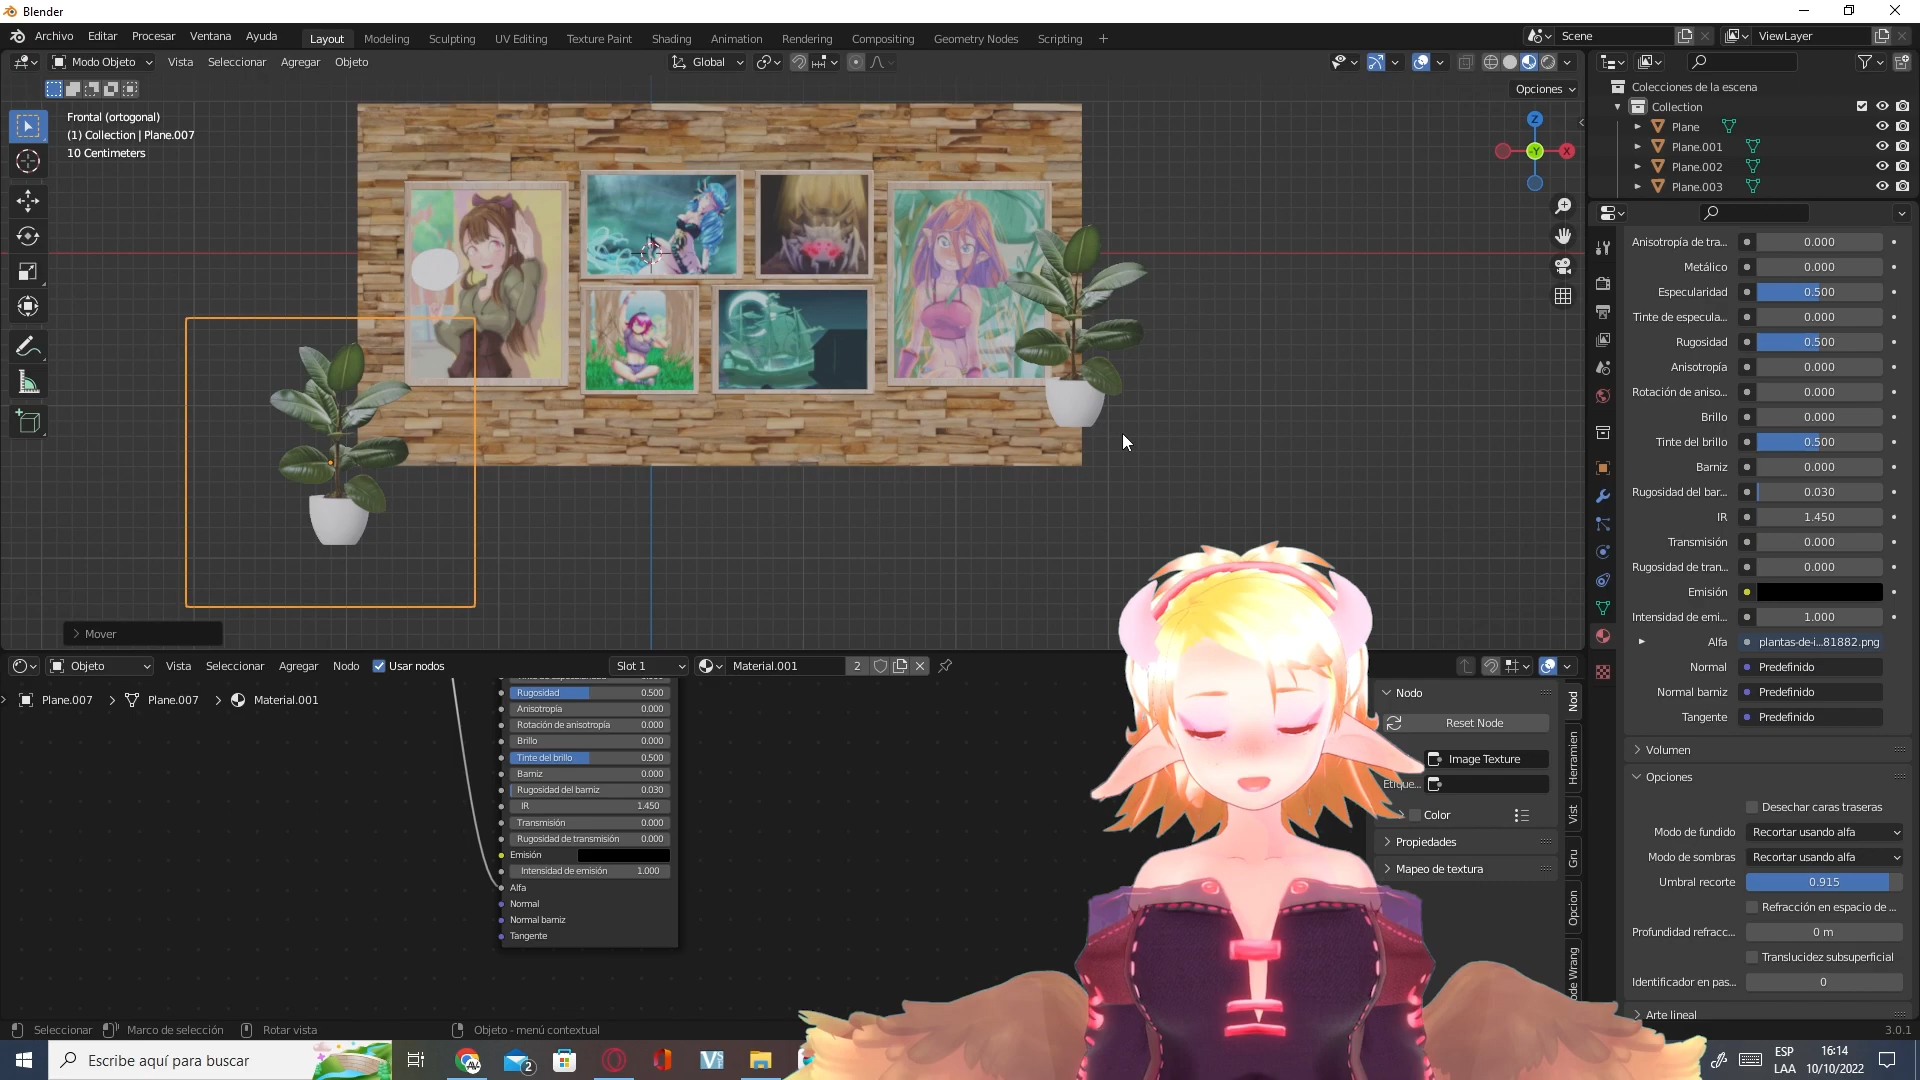 Blender
Archivo Editar Procesar Ventana Ayuda
Layout Modeling Sculpting UV Editing Texture Paint Shading Animation Rendering Compositing Geometry Nodes Scripting +
Scene
ViewLayer
Modo Objeto Vista Seleccionar Agregar Objeto
Global
Opciones
Frontal (ortogonal)
(1) Collection | Plane.007
10 Centimeters
Z
-Y
X
Mover
Colecciones de la escena
Collection
Plane
Plane.001
Plane.002
Plane.003
Anisotropía de tra... 0.000
Metálico 0.000
Especularidad 0.500
Tinte de especula... 0.000
Rugosidad 0.500
Anisotropía 0.000
Rotación de aniso... 0.000
Brillo 0.000
Tinte del brillo 0.500
Barniz 0.000
Rugosidad del bar... 0.030
IR 1.450
Transmisión 0.000
Rugosidad de tran... 0.000
Emisión
Intensidad de emi... 1.000
Alfa plantas-de-i...81882.png
Normal Predefinido
Normal barniz Predefinido
Tangente Predefinido
Volumen
Opciones
Desechar caras traseras
Modo de fundido Recortar usando alfa
Modo de sombras Recortar usando alfa
Umbral recorte 0.915
Refracción en espacio de ...
Profundidad refracc... 0 m
Translucidez subsuperficial
Identificador en pas... 0
Arte lineal
Objeto Vista Seleccionar Agregar Nodo Usar nodos Slot 1 Material.001 2
Plane.007 > Plane.007 > Material.001
Rugosidad 0.500
Anisotropía 0.000
Rotación de anisotropía 0.000
Brillo 0.000
Tinte del brillo 0.500
Barniz 0.000
Rugosidad del barniz 0.030
IR 1.450
Transmisión 0.000
Rugosidad de transmisión 0.000
Emisión
Intensidad de emisión 1.000
Alfa
Normal
Normal barniz
Tangente
Nodo
Reset Node
Image Texture
Etique...
Color
Propiedades
Mapeo de textura
Nod
Herramien
Vist
Gru
Opcion
ode Wrang
Seleccionar Marco de selección Rotar vista Objeto - menú contextual
3.0.1
Escribe aquí para buscar
2
ESP
LAA
16:14
10/10/2022